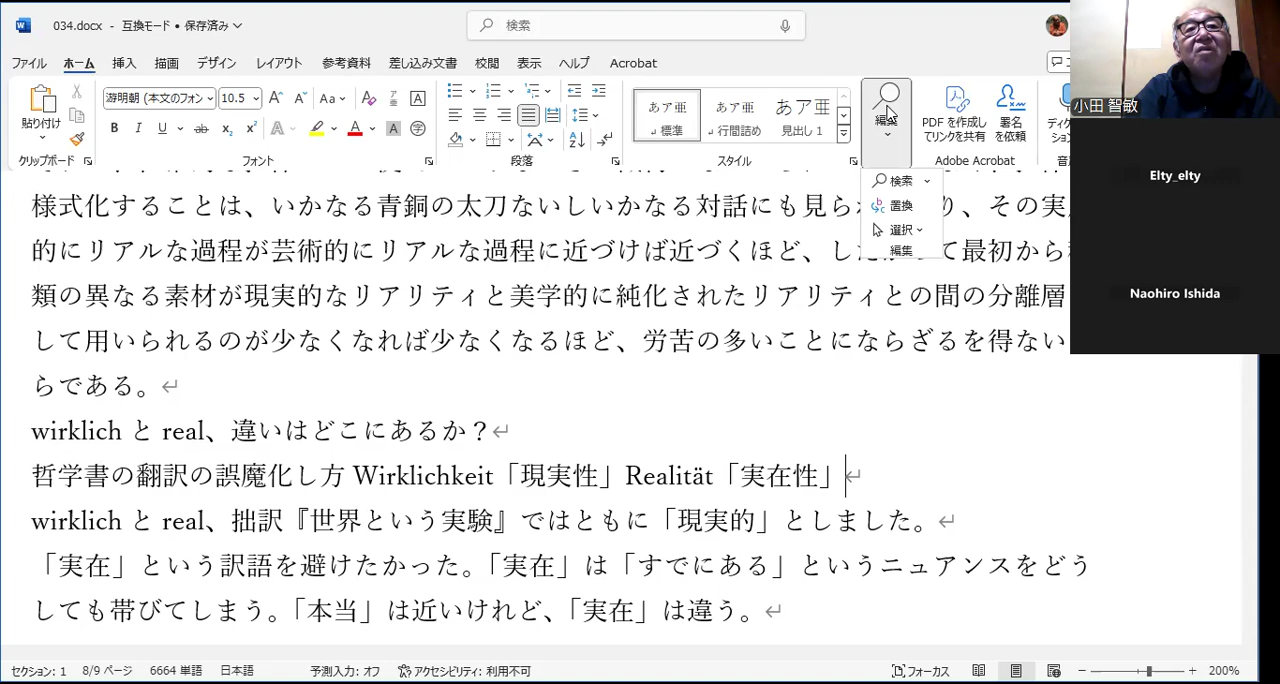 034.docx - 互換モード • 保存済み
検索
ファイル ホーム 挿入 描画 デザイン レイアウト 参考資料 差し込み文書 校閲 表示 ヘルプ Acrobat
貼り付け
クリップボード
游明朝 (本文のフォン
10.5
フォント
段落
あア亜 あア亜 あア亜
標準 行間詰め 見出し 1
スタイル
編集
PDF を作成し
てリンクを共有
署名
を依頼
Adobe Acrobat
検索
置換
選択
編集
小田 智敏
Elty_elty
Naohiro Ishida
様式化することは、いかなる青銅の太刀ないしいかなる対話にも見ら り、その実
的にリアルな過程が芸術的にリアルな過程に近づけば近づくほど、し て最初から
類の異なる素材が現実的なリアリティと美学的に純化されたリアリティとの間の分離層
して用いられるのが少なくなれば少なくなるほど、労苦の多いことにならざるを得ない
らである。
wirklich と real、違いはどこにあるか？
哲学書の翻訳の誤魔化し方 Wirklichkeit「現実性」Realität「実在性」
wirklich と real、拙訳『世界という実験』ではともに「現実的」としました。
「実在」という訳語を避けたかった。「実在」は「すでにある」というニュアンスをどう
しても帯びてしまう。「本当」は近いけれど、「実在」は違う。
セクション: 1 8/9 ページ 6664 単語 日本語 予測入力: オフ アクセシビリティ: 利用不可 フォーカス 200%